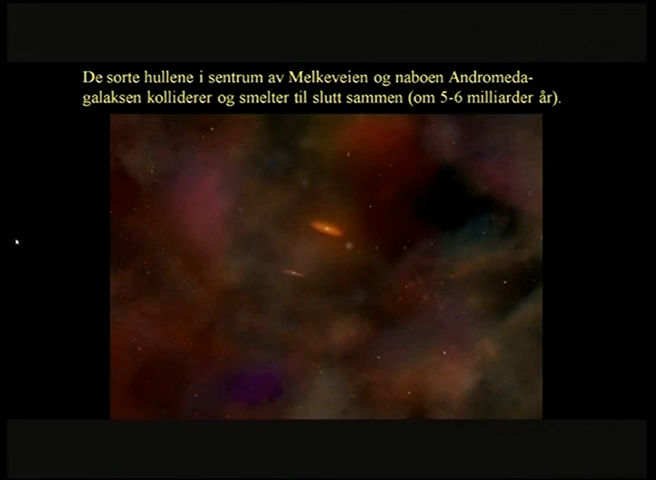 De sorte hullene i sentrum av Melkeveien og naboen Andromeda-
galaksen kolliderer og smelter til slutt sammen (om 5-6 milliarder år).